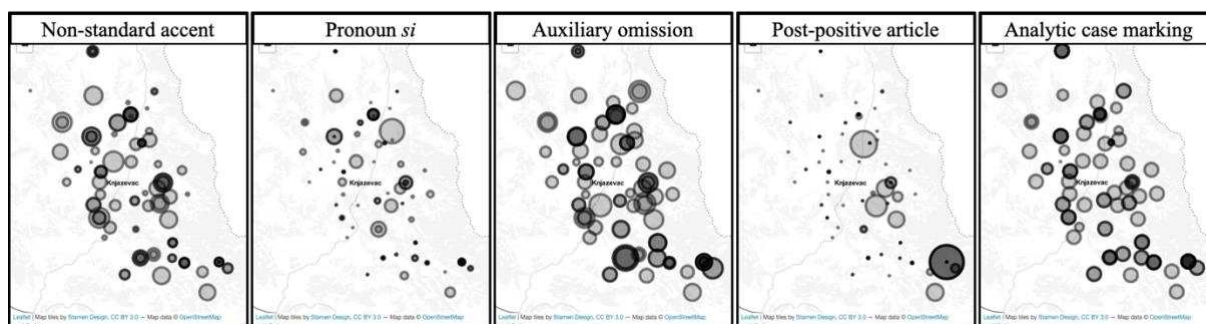 Non-standard accent
Pronoun si
Auxiliary omission
Post-positive article
Analytic case marking
Knjazevac
Knjazevac
Knjazevac
Knjazevac
Knjazevac
Leaflet | Map tiles by Stamen Design, CC BY 3.0 — Map data © OpenStreetMap
Leaflet | Map tiles by Stamen Design, CC BY 3.0 — Map data © OpenStreetMap
Leaflet | Map tiles by Stamen Design, CC BY 3.0 — Map data © OpenStreetMap
Leaflet | Map tiles by Stamen Design, CC BY 3.0 — Map data © OpenStreetMap
Leaflet | Map tiles by Stamen Design, CC BY 3.0 — Map data © OpenStreetMap